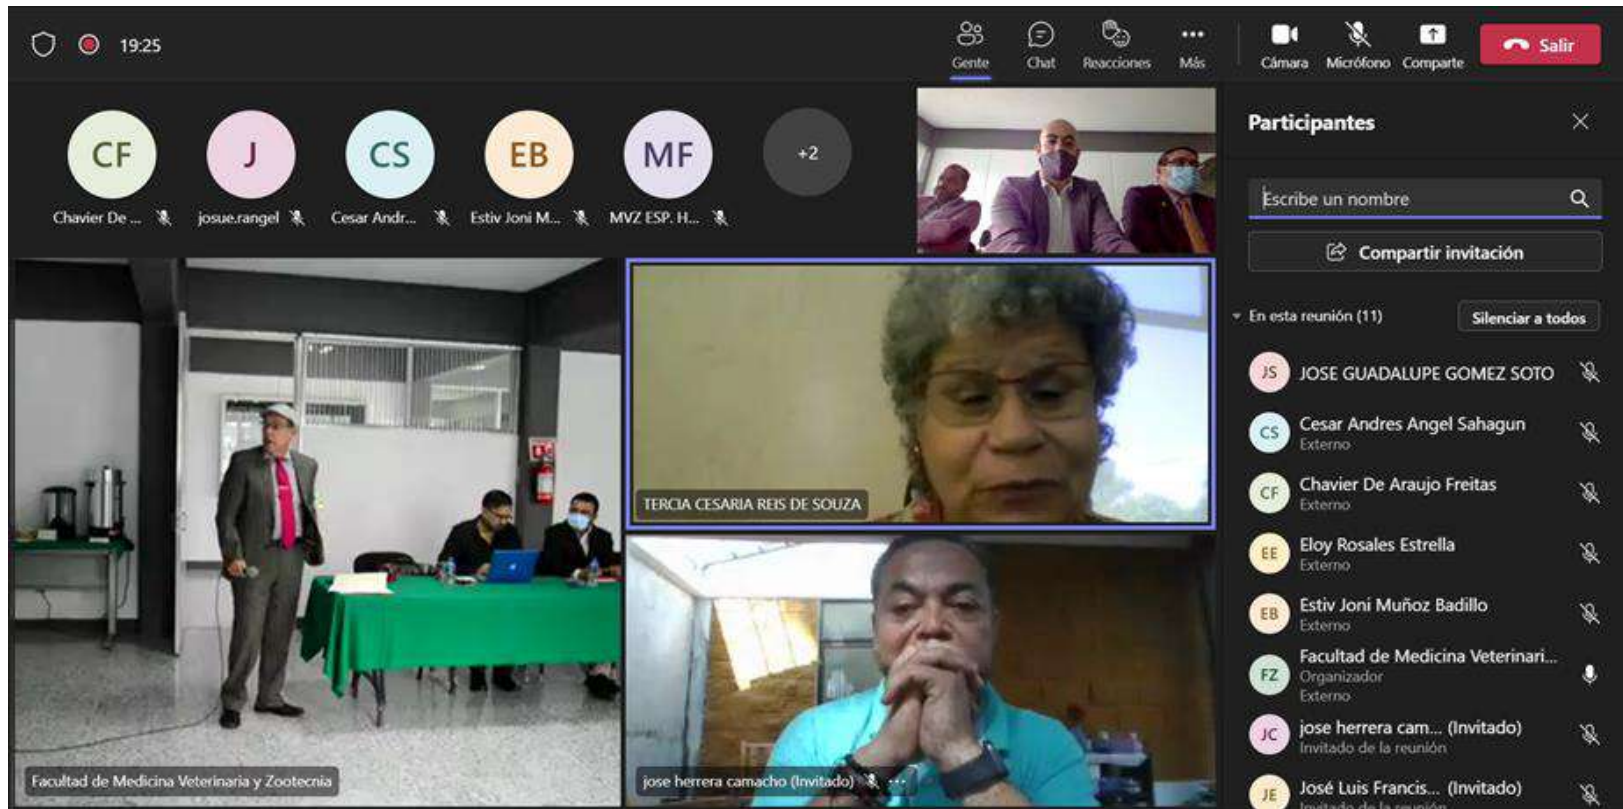 19:25
Gente
Chat
Reacciones
Más
Cámara
Micrófono
Comparte
Salir
CF
J
CS
EB
MF
+2
Chavier De ...
josue.rangel
Cesar Andr...
Estiv Joni M...
MVZ ESP. H...
Facultad de Medicina Veterinaria y Zootecnia
TERCIA CESARIA REIS DE SOUZA
jose herrera camacho (Invitado)
Participantes
Escribe un nombre
Compartir invitación
En esta reunión (11)
Silenciar a todos
JS
JOSE GUADALUPE GOMEZ SOTO
CS
Cesar Andres Angel Sahagun
Externo
CF
Chavier De Araujo Freitas
Externo
EE
Eloy Rosales Estrella
Externo
EB
Estiv Joni Muñoz Badillo
Externo
FZ
Facultad de Medicina Veterinari...
Organizador
Externo
JC
jose herrera cam... (Invitado)
Invitado de la reunión
JE
José Luis Francis... (Invitado)
Invitado de la reunión